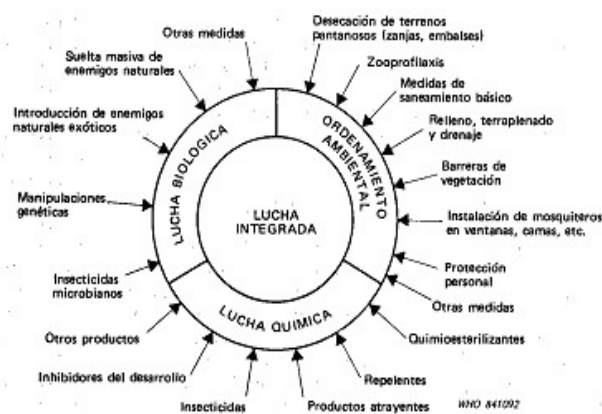 Otras medidas
Suelta masiva de
enemigos naturales
Introducción de enemigos
naturales exóticos
Manipulaciones
genéticas
Insecticidas
microbianos
LUCHA BIOLOGICA
Desecación de terrenos
pantanosos (zanjas, embalses)
Zooprofilaxis
Medidas de
saneamiento básico
Relleno, terraplenado
y drenaje
Barreras de
vegetación
Instalación de mosquiteros
en ventanas, camas, etc.
Protección
personal
Otras medidas
ORDENAMIENTO
AMBIENTAL
LUCHA
INTEGRADA
LUCHA QUIMICA
Quimioesterilizantes
Repelentes
Productos atrayentes
Insecticidas
Inhibidores del desarrollo
Otros productos
WHO 841092